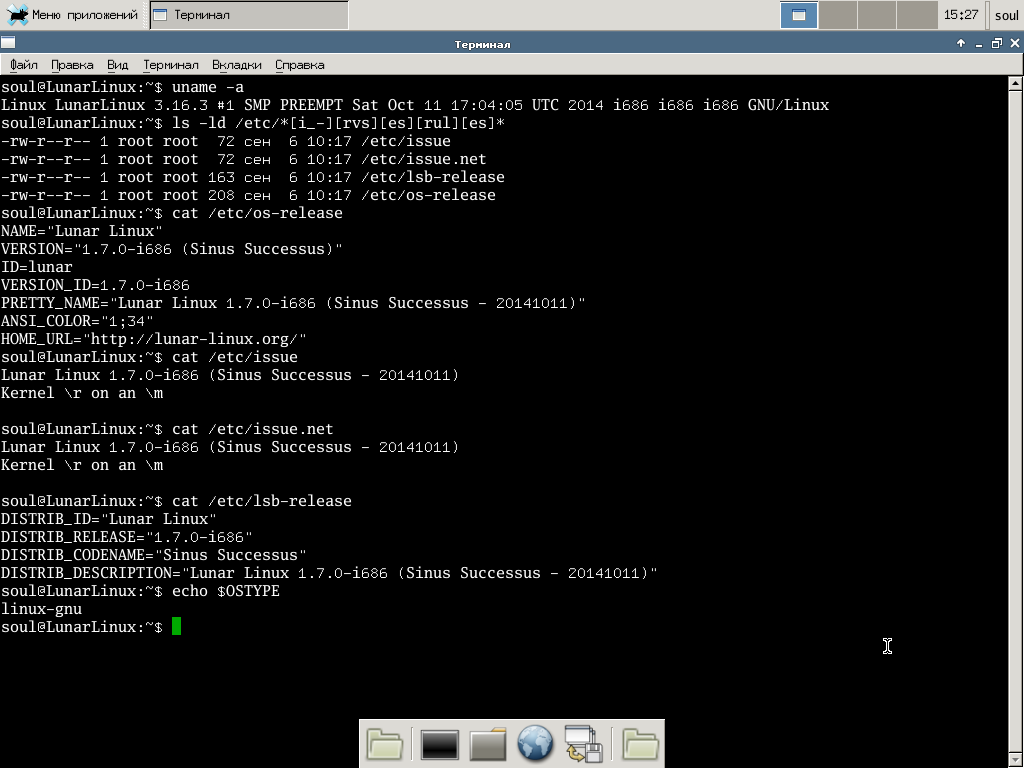 Меню приложений
Терминал
15:27
soul
Терминал
Файл Правка Вид Терминал Вкладки Справка
soul@LunarLinux:~$ uname -a
Linux LunarLinux 3.16.3 #1 SMP PREEMPT Sat Oct 11 17:04:05 UTC 2014 i686 i686 i686 GNU/Linux
soul@LunarLinux:~$ ls -ld /etc/*[i_-][rvs][es][rul][es]*
-rw-r--r-- 1 root root  72 сен  6 10:17 /etc/issue
-rw-r--r-- 1 root root  72 сен  6 10:17 /etc/issue.net
-rw-r--r-- 1 root root 163 сен  6 10:17 /etc/lsb-release
-rw-r--r-- 1 root root 208 сен  6 10:17 /etc/os-release
soul@LunarLinux:~$ cat /etc/os-release
NAME="Lunar Linux"
VERSION="1.7.0-i686 (Sinus Successus)"
ID=lunar
VERSION_ID=1.7.0-i686
PRETTY_NAME="Lunar Linux 1.7.0-i686 (Sinus Successus - 20141011)"
ANSI_COLOR="1;34"
HOME_URL="http://lunar-linux.org/"
soul@LunarLinux:~$ cat /etc/issue
Lunar Linux 1.7.0-i686 (Sinus Successus - 20141011)
Kernel \r on an \m
soul@LunarLinux:~$ cat /etc/issue.net
Lunar Linux 1.7.0-i686 (Sinus Successus - 20141011)
Kernel \r on an \m
soul@LunarLinux:~$ cat /etc/lsb-release
DISTRIB_ID="Lunar Linux"
DISTRIB_RELEASE="1.7.0-i686"
DISTRIB_CODENAME="Sinus Successus"
DISTRIB_DESCRIPTION="Lunar Linux 1.7.0-i686 (Sinus Successus - 20141011)"
soul@LunarLinux:~$ echo $OSTYPE
linux-gnu
soul@LunarLinux:~$